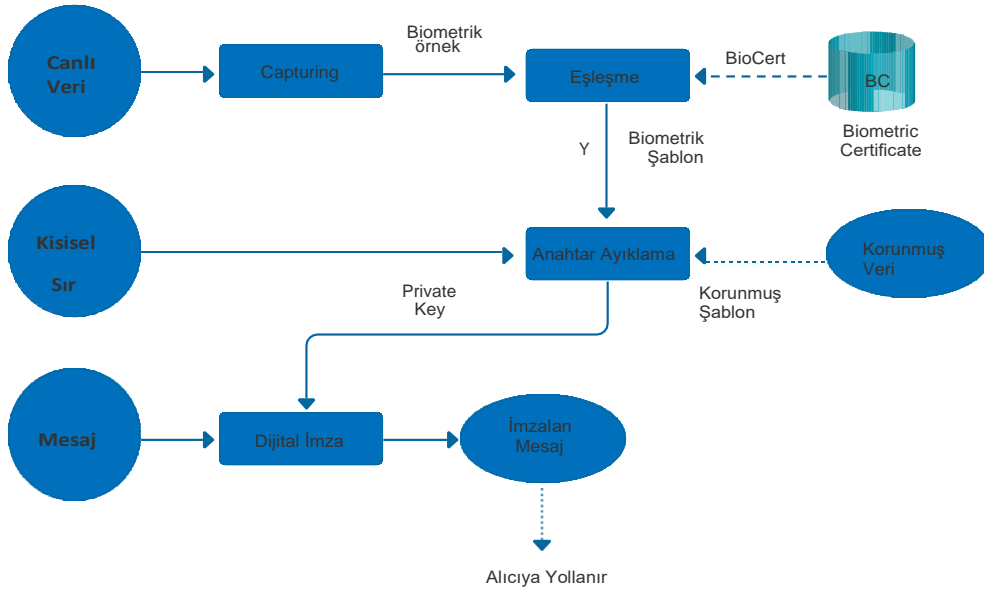 Canlı
Veri
Capturing
Biometrik
örnek
Eşleşme
BioCert
BC
Biometric
Certificate
Y
Biometrik
Şablon
Kisisel
Sır
Anahtar Ayıklama
Korunmuş
Veri
Korunmuş
Şablon
Private
Key
Mesaj
Dijital İmza
İmzalan
Mesaj
Alıcıya Yollanır